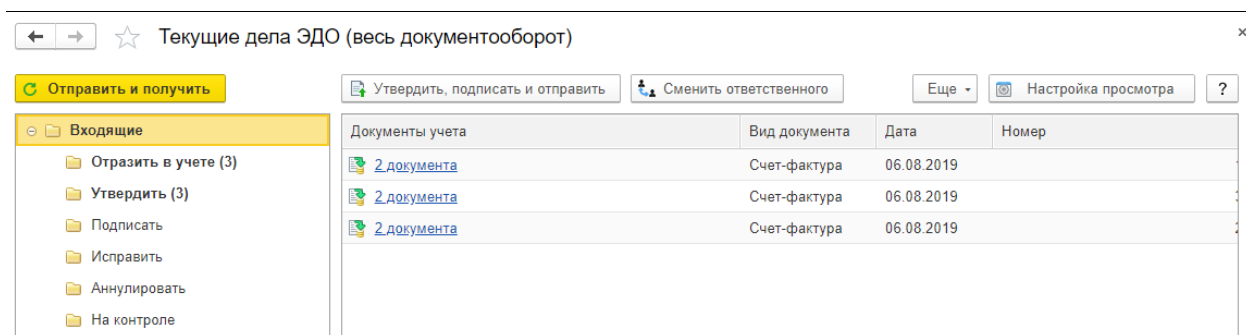 Текущие дела ЭДО (весь документооборот)
Отправить и получить
Утвердить, подписать и отправить
Сменить ответственного
Еще
Настройка просмотра
?
Входящие
Отразить в учете (3)
Утвердить (3)
Подписать
Исправить
Аннулировать
На контроле
Документы учета Вид документа Дата Номер
2 документа Счет-фактура 06.08.2019
2 документа Счет-фактура 06.08.2019
2 документа Счет-фактура 06.08.2019